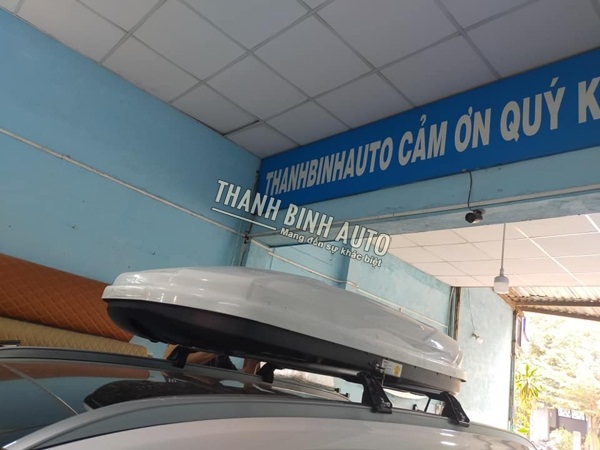 THANHBINHAUTO CẢM ƠN QUÝ K
THANH BINH AUTO
Mang đến sự khác biệt